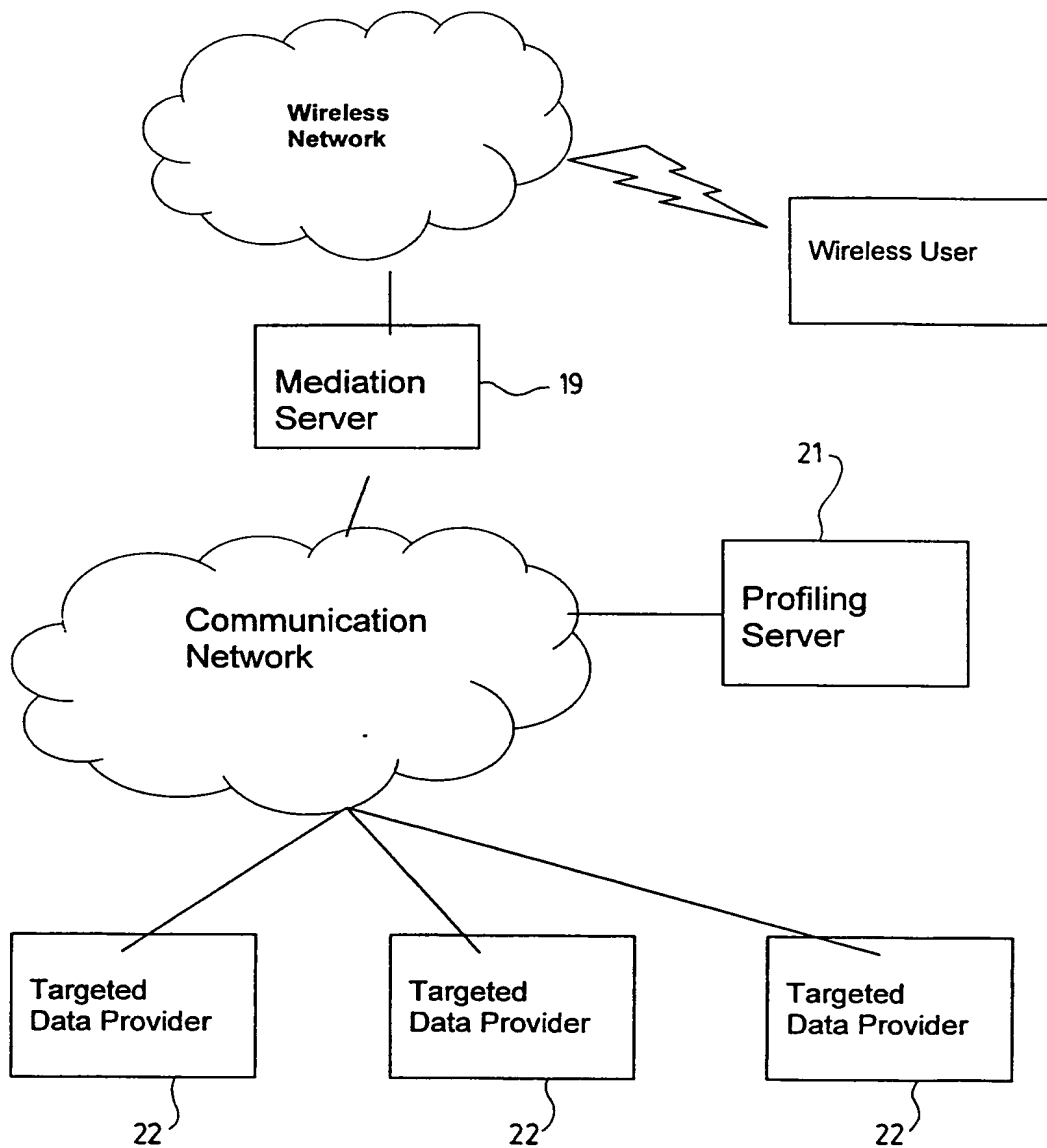 Wireless
Network
Wireless User
Mediation
Server
19
21
Communication
Network
Profiling
Server
Targeted
Data Provider
Targeted
Data Provider
Targeted
Data Provider
22
22
22